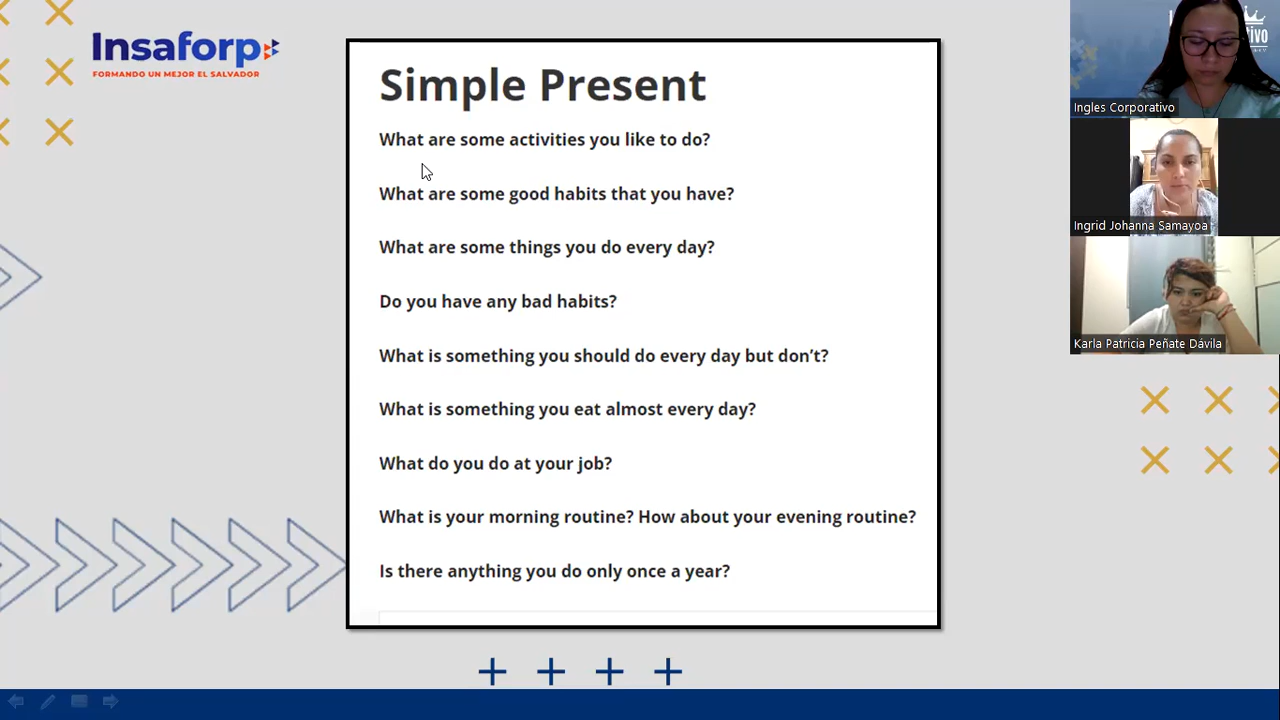 Insaforp
FORMANDO UN MEJOR EL SALVADOR
Simple Present
What are some activities you like to do?
What are some good habits that you have?
What are some things you do every day?
Do you have any bad habits?
What is something you should do every day but don't?
What is something you eat almost every day?
What do you do at your job?
What is your morning routine? How about your evening routine?
Is there anything you do only once a year?
Ingles Corporativo
Ingrid Johanna Samayoa
Karla Patricia Peñate Dávila